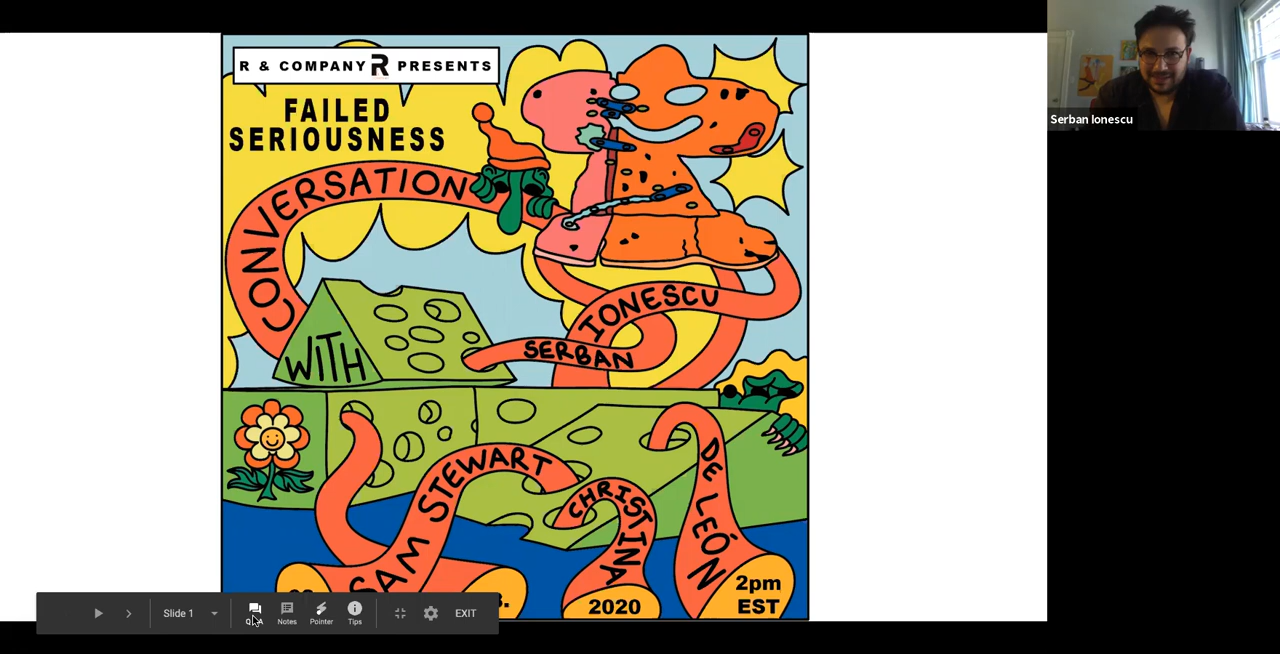 R & COMPANY R PRESENTS
FAILED
SERIOUSNESS
CONVERSATION
WITH
SERBAN
IONESCU
SAM STEWART
CHRISTINA
DE LEÓN
2020
2pm
EST
Slide 1
Notes
Pointer
Tips
EXIT
Serban Ionescu